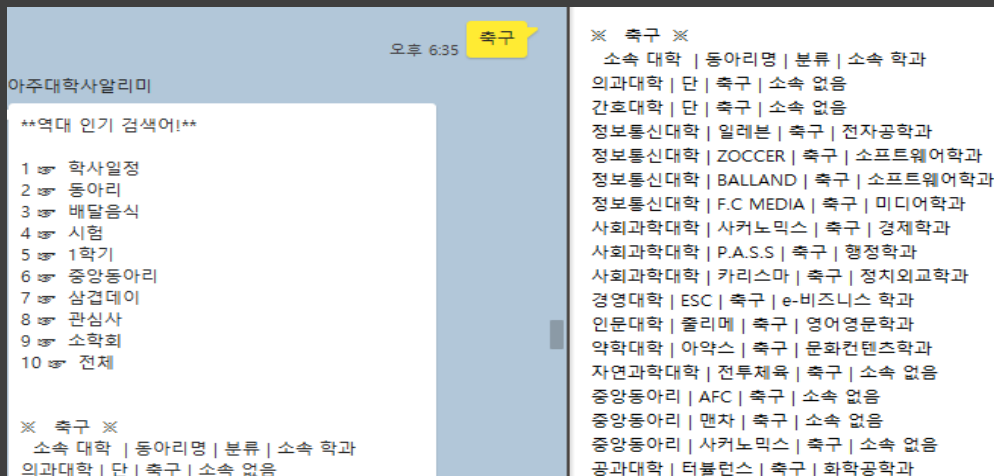 축구
오후 6:35
아주대학사알리미
**역대 인기 검색어!**
1 ☞ 학사일정
2 ☞ 동아리
3 ☞ 배달음식
4 ☞ 시험
5 ☞ 1학기
6 ☞ 중앙동아리
7 ☞ 삼겹데이
8 ☞ 관심사
9 ☞ 소학회
10 ☞ 전체
※ 축구 ※
소속 대학 | 동아리명 | 분류 | 소속 학과
의과대학 | 단 | 축구 | 소속 없음
※ 축구 ※
소속 대학 | 동아리명 | 분류 | 소속 학과
의과대학 | 단 | 축구 | 소속 없음
간호대학 | 단 | 축구 | 소속 없음
정보통신대학 | 일레븐 | 축구 | 전자공학과
정보통신대학 | ZOCCER | 축구 | 소프트웨어학과
정보통신대학 | BALLAND | 축구 | 소프트웨어학과
정보통신대학 | F.C MEDIA | 축구 | 미디어학과
사회과학대학 | 사커노믹스 | 축구 | 경제학과
사회과학대학 | P.A.S.S | 축구 | 행정학과
사회과학대학 | 카리스마 | 축구 | 정치외교학과
경영대학 | ESC | 축구 | e-비즈니스 학과
인문대학 | 줄리메 | 축구 | 영어영문학과
약학대학 | 아약스 | 축구 | 문화컨텐츠학과
자연과학대학 | 전투체육 | 축구 | 소속 없음
중앙동아리 | AFC | 축구 | 소속 없음
중앙동아리 | 맨차 | 축구 | 소속 없음
중앙동아리 | 사커노믹스 | 축구 | 소속 없음
공과대학 | 터뷸런스 | 축구 | 화학공학과